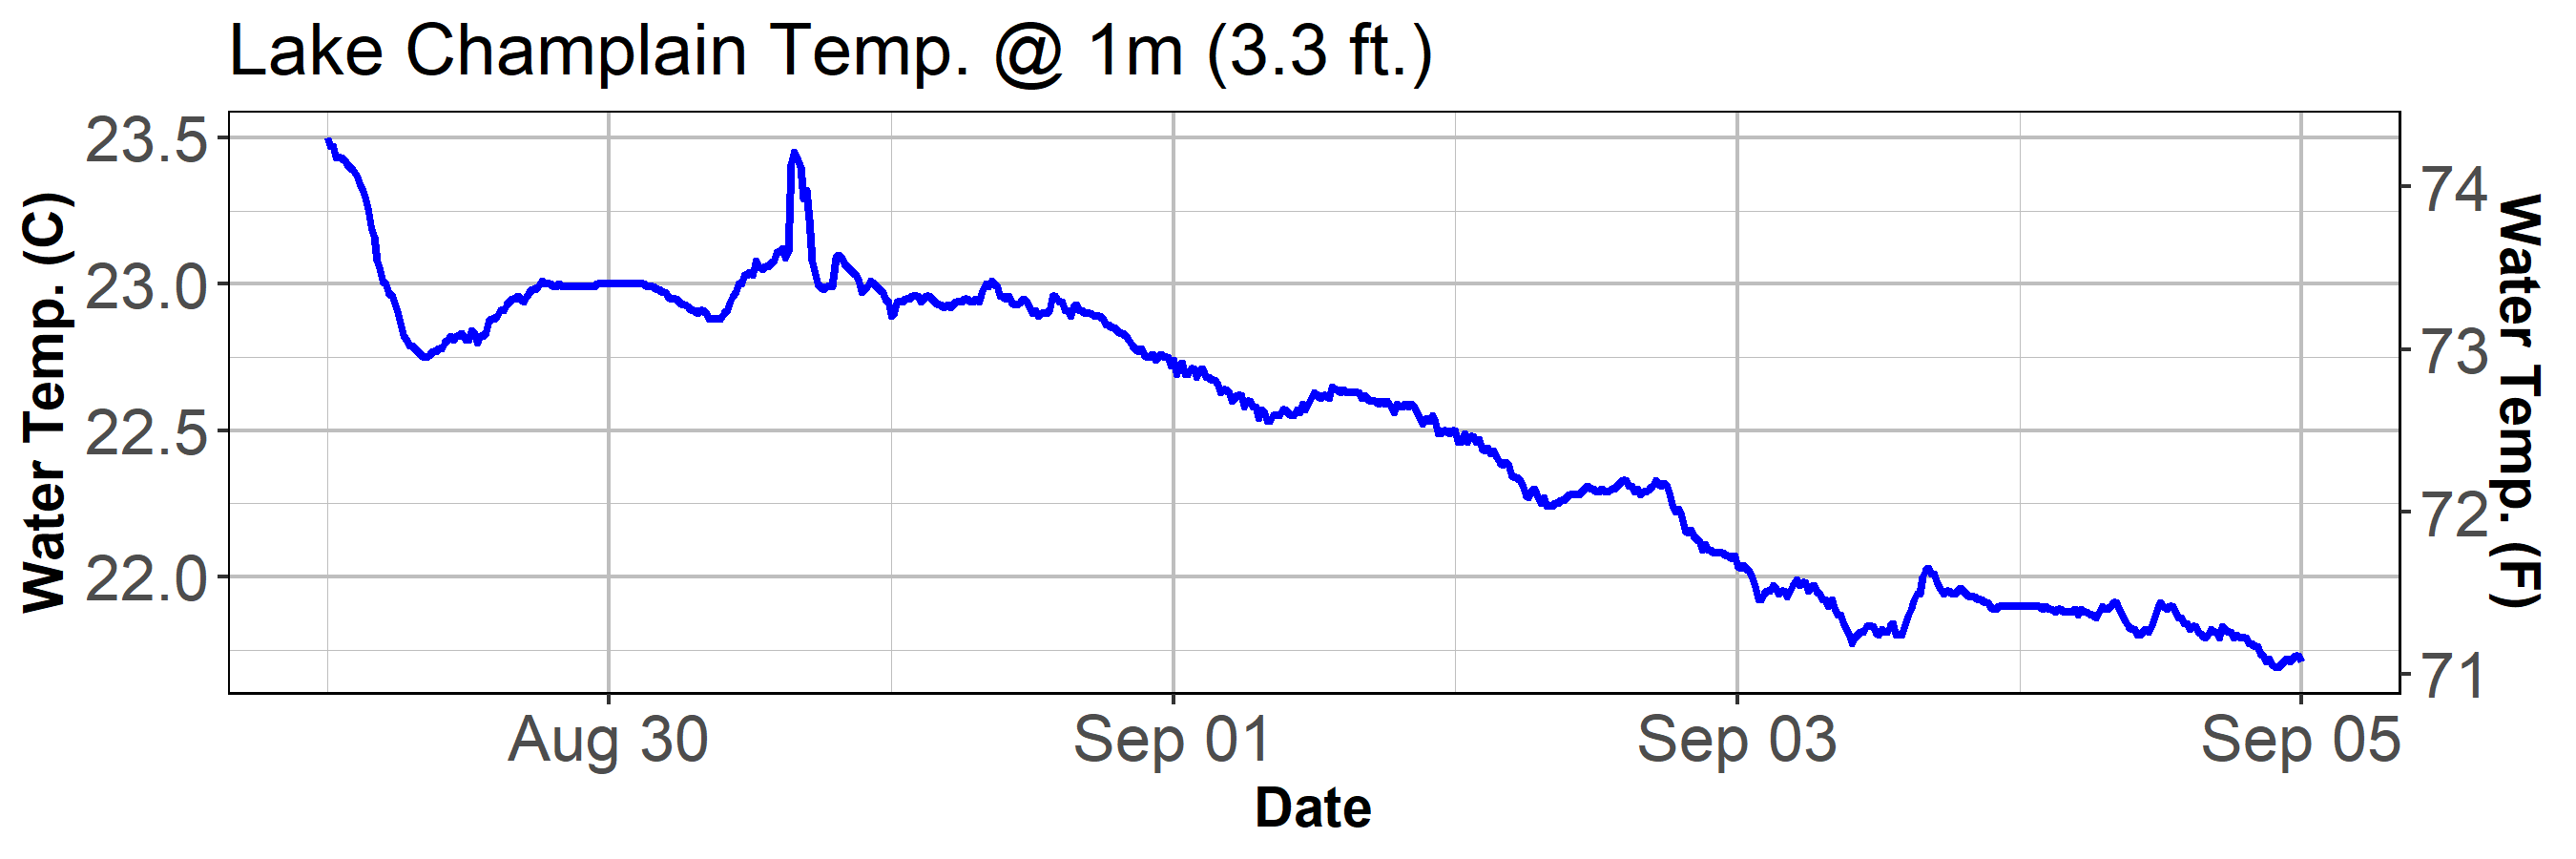 Lake Champlain Temp. @ 1m (3.3 ft.)
Water Temp. (C)
23.5
23.0
22.5
22.0
74
73
72
71
Water Temp. (F)
Aug 30
Sep 01
Sep 03
Sep 05
Date